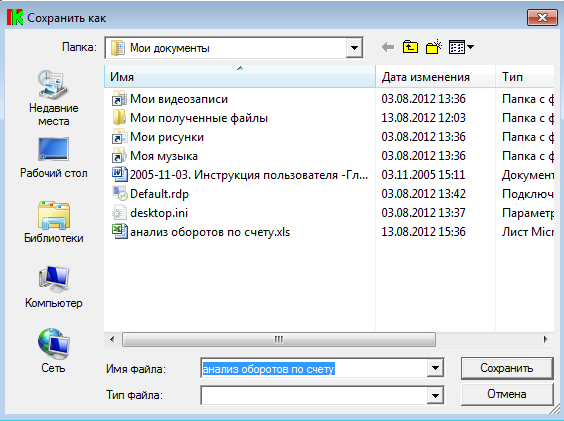 Сохранить как
Папка: Мои документы
Имя Дата изменения Тип
Мои видеозаписи 03.08.2012 13:36 Папка с ф
Мои полученные файлы 13.08.2012 12:03 Папка с ф
Мои рисунки 03.08.2012 13:36 Папка с ф
Моя музыка 03.08.2012 13:36 Папка с ф
2005-11-03. Инструкция пользователя -Гл... 03.11.2005 15:11 Документ
Default.rdp 03.08.2012 13:42 Подключ
desktop.ini 03.08.2012 13:37 Параметр
анализ оборотов по счету.xls 13.08.2012 15:36 Лист Micr
Недавние
места
Рабочий стол
Библиотеки
Компьютер
Сеть
Имя файла: анализ оборотов по счету Сохранить
Тип файла: Отмена